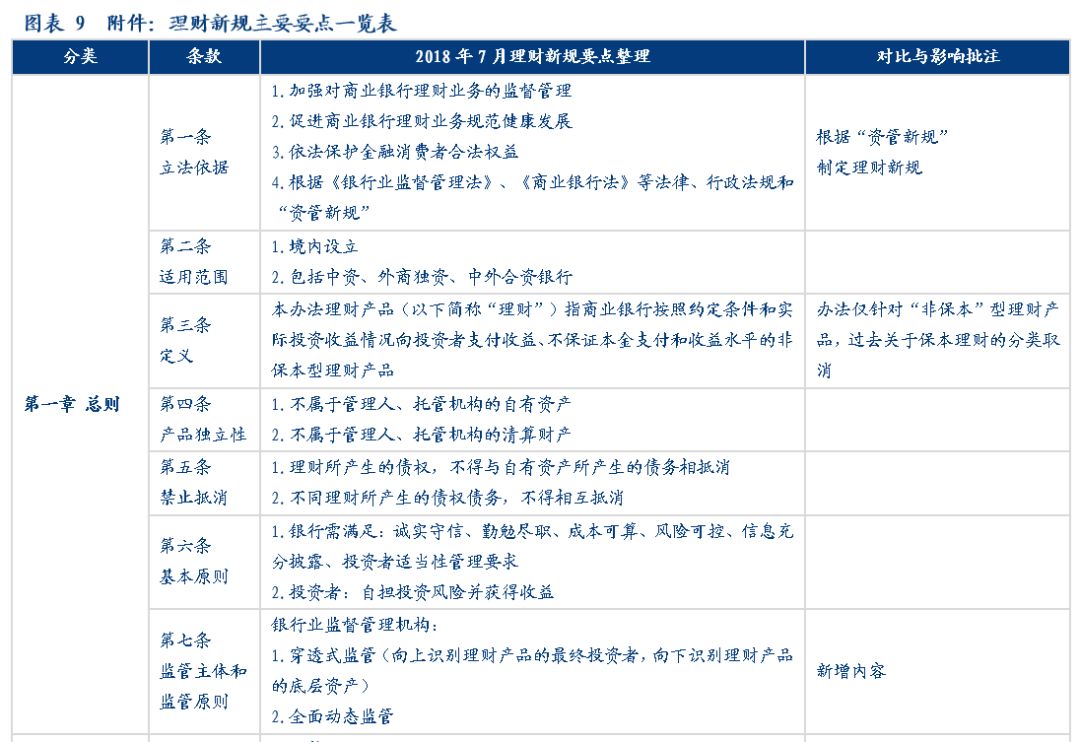 图表 9 附件：理财新规主要要点一览表
分类 条款 2018 年 7 月理财新规要点整理 对比与影响批注
第一章 总则
第一条
立法依据
1.加强对商业银行理财业务的监督管理
2.促进商业银行理财业务规范健康发展
3.依法保护金融消费者合法权益
4.根据《银行业监督管理法》、《商业银行法》等法律、行政法规和
“资管新规”
根据“资管新规”
制定理财新规
第二条
适用范围
1.境内设立
2.包括中资、外商独资、中外合资银行
第三条
定义
本办法理财产品（以下简称“理财”）指商业银行按照约定条件和实
际投资收益情况向投资者支付收益、不保证本金支付和收益水平的非
保本型理财产品
办法仅针对“非保本”型理财产
品，过去关于保本理财的分类取
消
第四条
产品独立性
1.不属于管理人、托管机构的自有资产
2.不属于管理人、托管机构的清算财产
第五条
禁止抵消
1.理财所产生的债权，不得与自有资产所产生的债务相抵消
2.不同理财所产生的债权债务，不得相互抵消
第六条
基本原则
1.银行需满足：诚实守信、勤勉尽职、成本可算、风险可控、信息充
分披露、投资者适当性管理要求
2.投资者：自担投资风险并获得收益
第七条
监管主体和
监管原则
银行业监督管理机构：
1.穿透式监管（向上识别理财产品的最终投资者，向下识别理财产品
的底层资产）
2.全面动态监管
新增内容